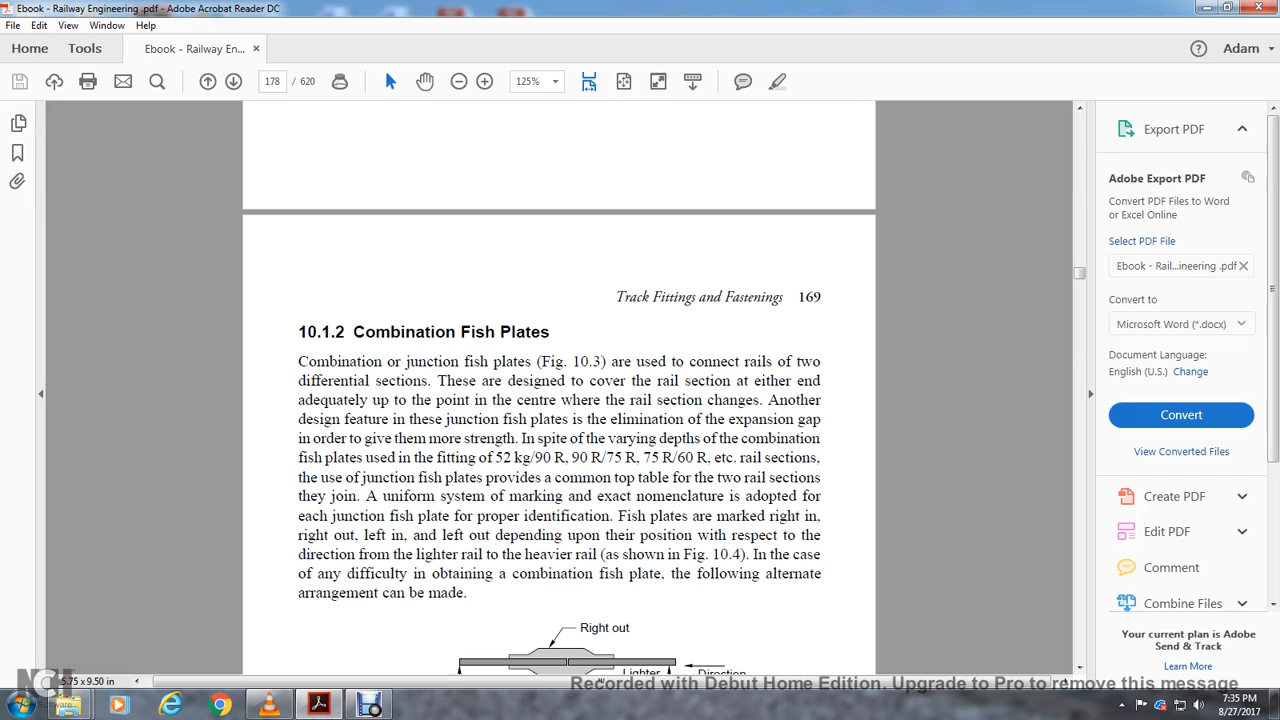 Ebook - Railway Engineering .pdf - Adobe Acrobat Reader DC
File Edit View Window Help
Home Tools Ebook - Railway En... × Adam
178 / 620 125%
Export PDF
Adobe Export PDF
Convert PDF Files to Word
or Excel Online
Select PDF File
Ebook - Rail...ineering .pdf ×
Convert to
Microsoft Word (*.docx)
Document Language:
English (U.S.) Change
Convert
View Converted Files
Create PDF
Edit PDF
Comment
Combine Files
Your current plan is Adobe
Send & Track
Learn More
Track Fittings and Fastenings 169
10.1.2 Combination Fish Plates
Combination or junction fish plates (Fig. 10.3) are used to connect rails of two
differential sections. These are designed to cover the rail section at either end
adequately up to the point in the centre where the rail section changes. Another
design feature in these junction fish plates is the elimination of the expansion gap
in order to give them more strength. In spite of the varying depths of the combination
fish plates used in the fitting of 52 kg/90 R, 90 R/75 R, 75 R/60 R, etc. rail sections,
the use of junction fish plates provides a common top table for the two rail sections
they join. A uniform system of marking and exact nomenclature is adopted for
each junction fish plate for proper identification. Fish plates are marked right in,
right out, left in, and left out depending upon their position with respect to the
direction from the lighter rail to the heavier rail (as shown in Fig. 10.4). In the case
of any difficulty in obtaining a combination fish plate, the following alternate
arrangement can be made.
Right out
Lighter Direction
5.75 x 9.50 in
NCH Software
Recorded with Debut Home Edition. Upgrade to Pro to remove this message
7:35 PM
8/27/2017